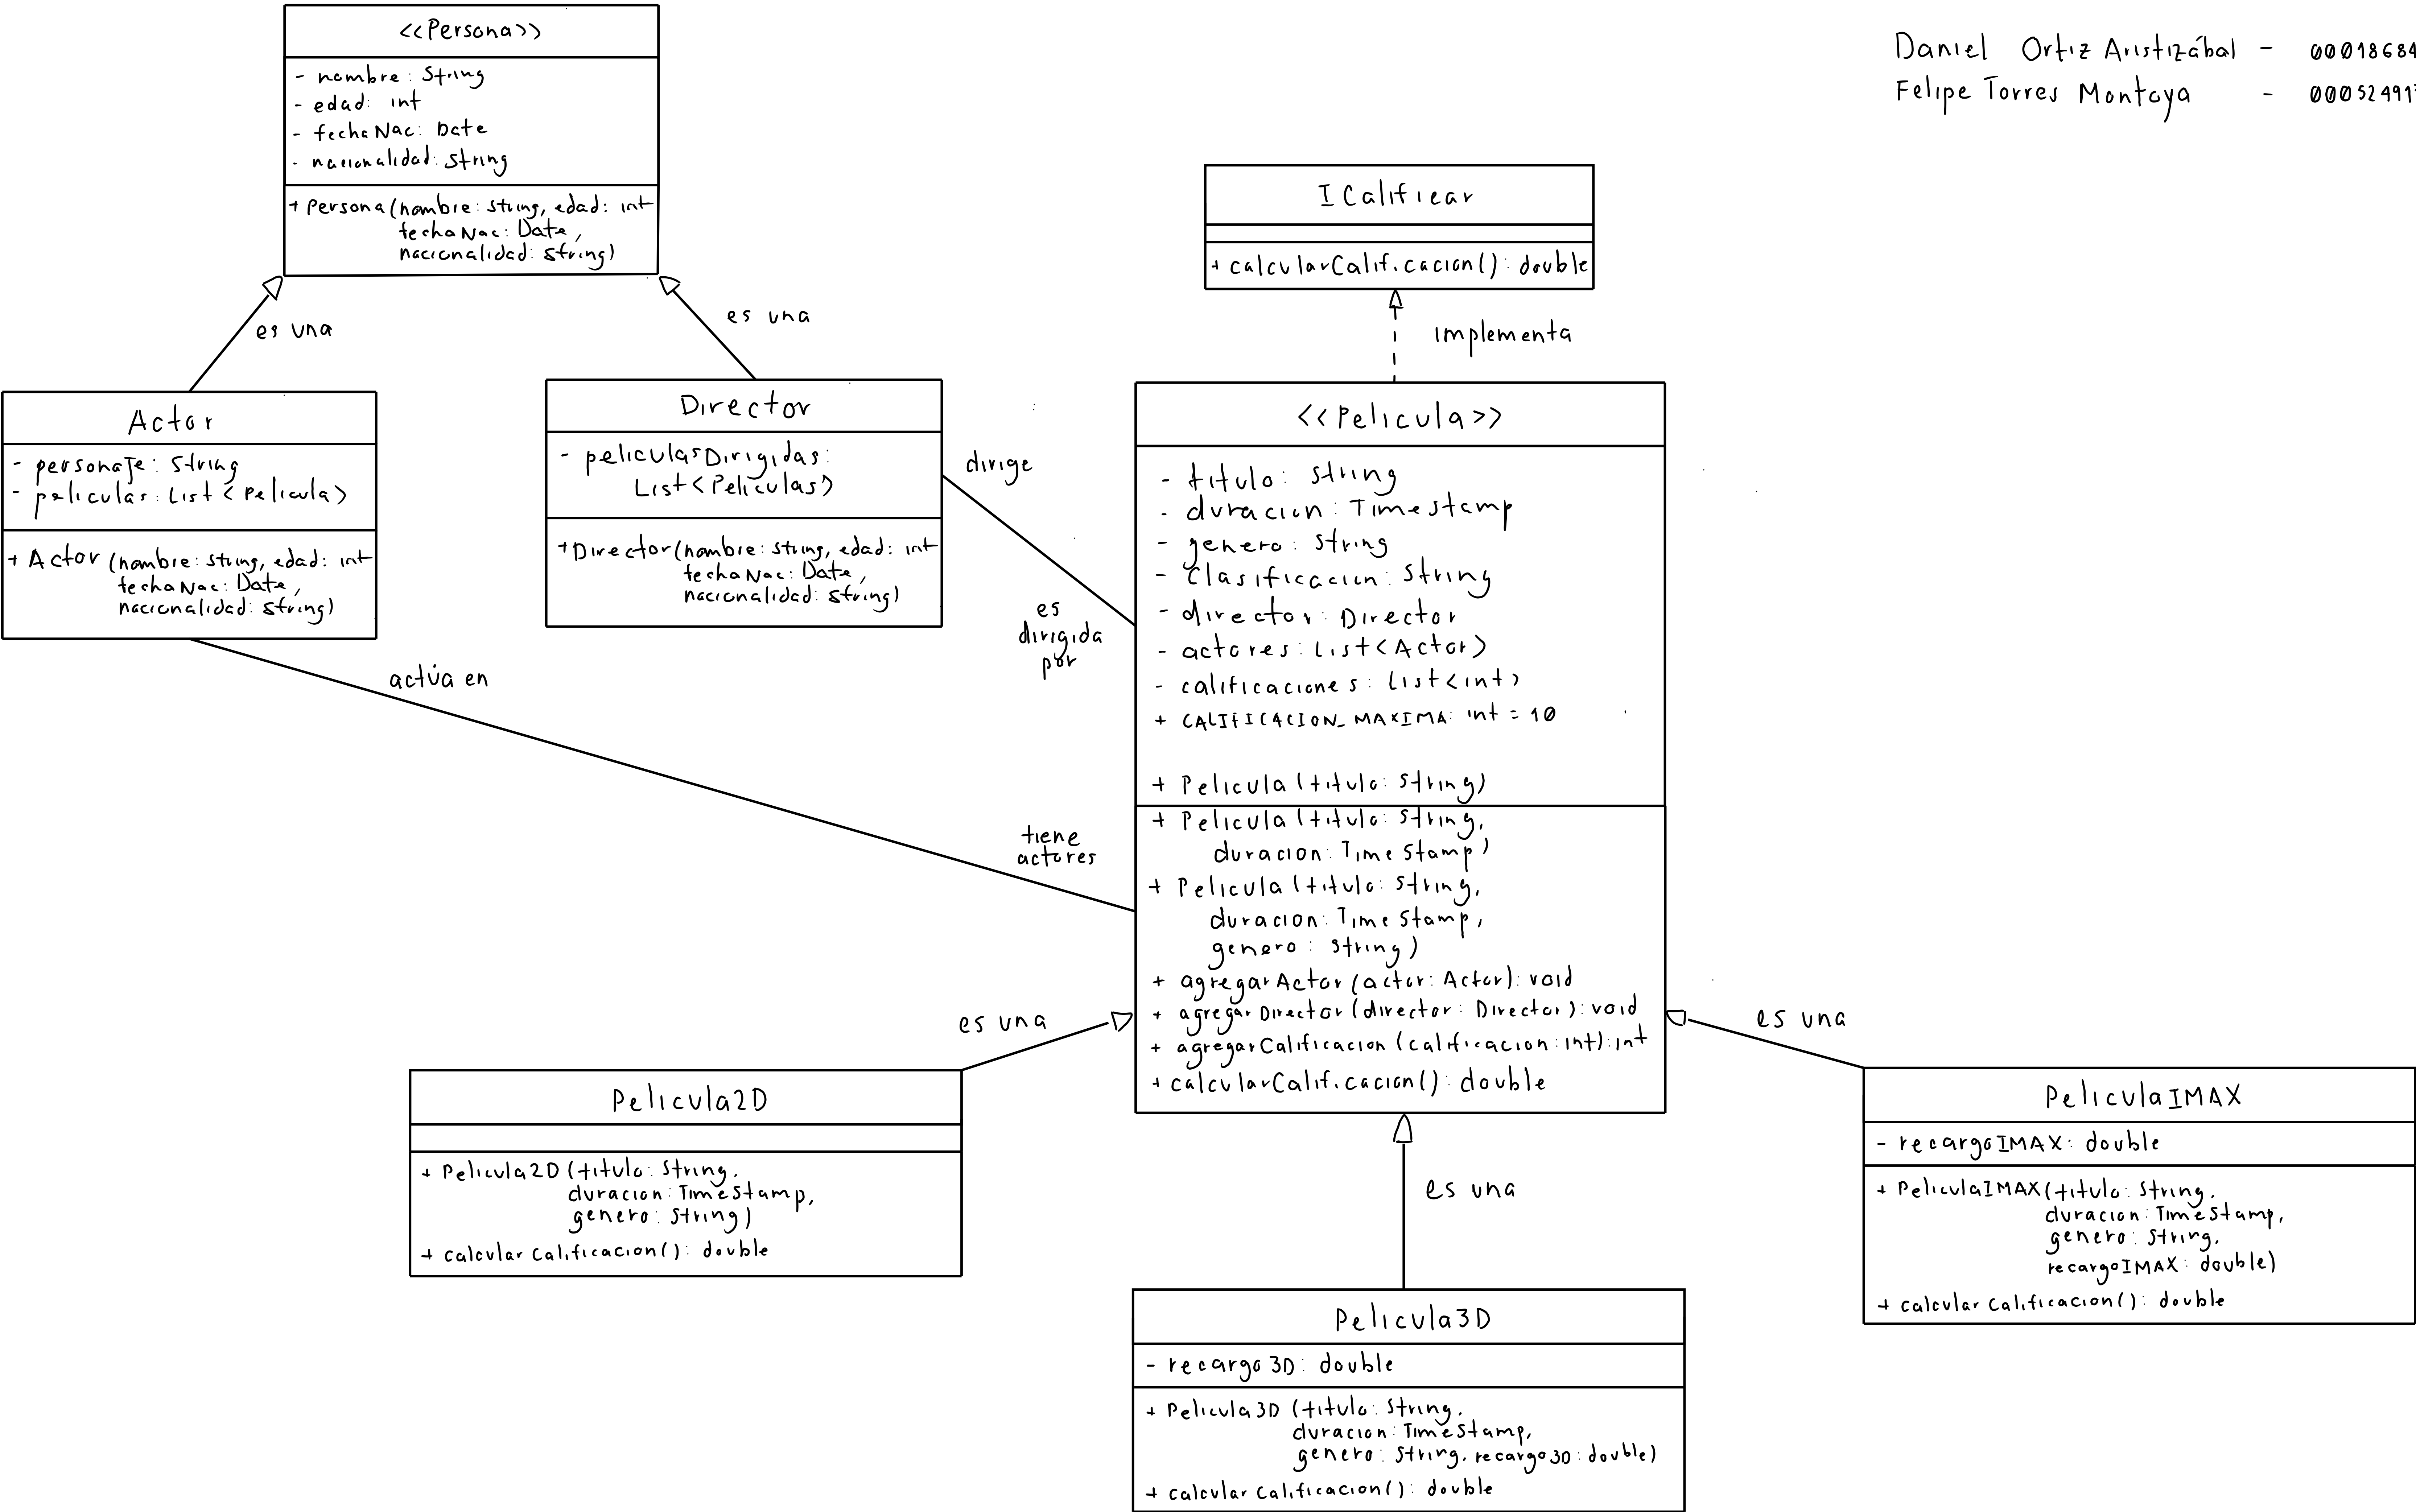 Daniel Ortiz Aristizábal - 00018684
Felipe Torres Montoya - 00052491
<<Persona>>
- nombre: String
- edad: int
- fechaNac: Date
- nacionalidad: String
+ Persona(nombre: string, edad: int
fechaNac: Date,
nacionalidad: string)
ICalificar
+ calcularCalificacion(): double
es una
es una
implementa
Actor
- personaje: String
- peliculas: List<Pelicula>
+ Actor(nombre: string, edad: int
fechaNac: Date,
nacionalidad: string)
Director
- peliculasDirigidas:
List<Peliculas>
+ Director(nombre: string, edad: int
fechaNac: Date,
nacionalidad: string)
dirige
es
dirigida
por
actúa en
tiene
actores
<<Pelicula>>
- titulo: String
- duracion: Timestamp
- genero: String
- clasificacion: String
- director: Director
- actores: List<Actor>
- calificaciones: List<int>
+ CALIFICACION_MAXIMA: int = 10
+ Pelicula(titulo: String)
+ Pelicula(titulo: String,
duracion: TimeStamp)
+ Pelicula(titulo: String,
duracion: TimeStamp,
genero: String)
+ agregarActor(actor: Actor): void
+ agregarDirector(director: Director): void
+ agregarCalificacion(calificacion: int): int
+ calcularCalificacion(): double
es una
es una
es una
Pelicula2D
+ Pelicula2D(titulo: String,
duracion: TimeStamp,
genero: String)
+ calcularCalificacion(): double
PeliculaIMAX
- recargoIMAX: double
+ PeliculaIMAX(titulo: String,
duracion: TimeStamp,
genero: String,
recargoIMAX: double)
+ calcularCalificacion(): double
Pelicula3D
- recargo3D: double
+ Pelicula3D (titulo: String,
duracion: TimeStamp,
genero: String, recargo3D: double)
+ calcularCalificacion(): double